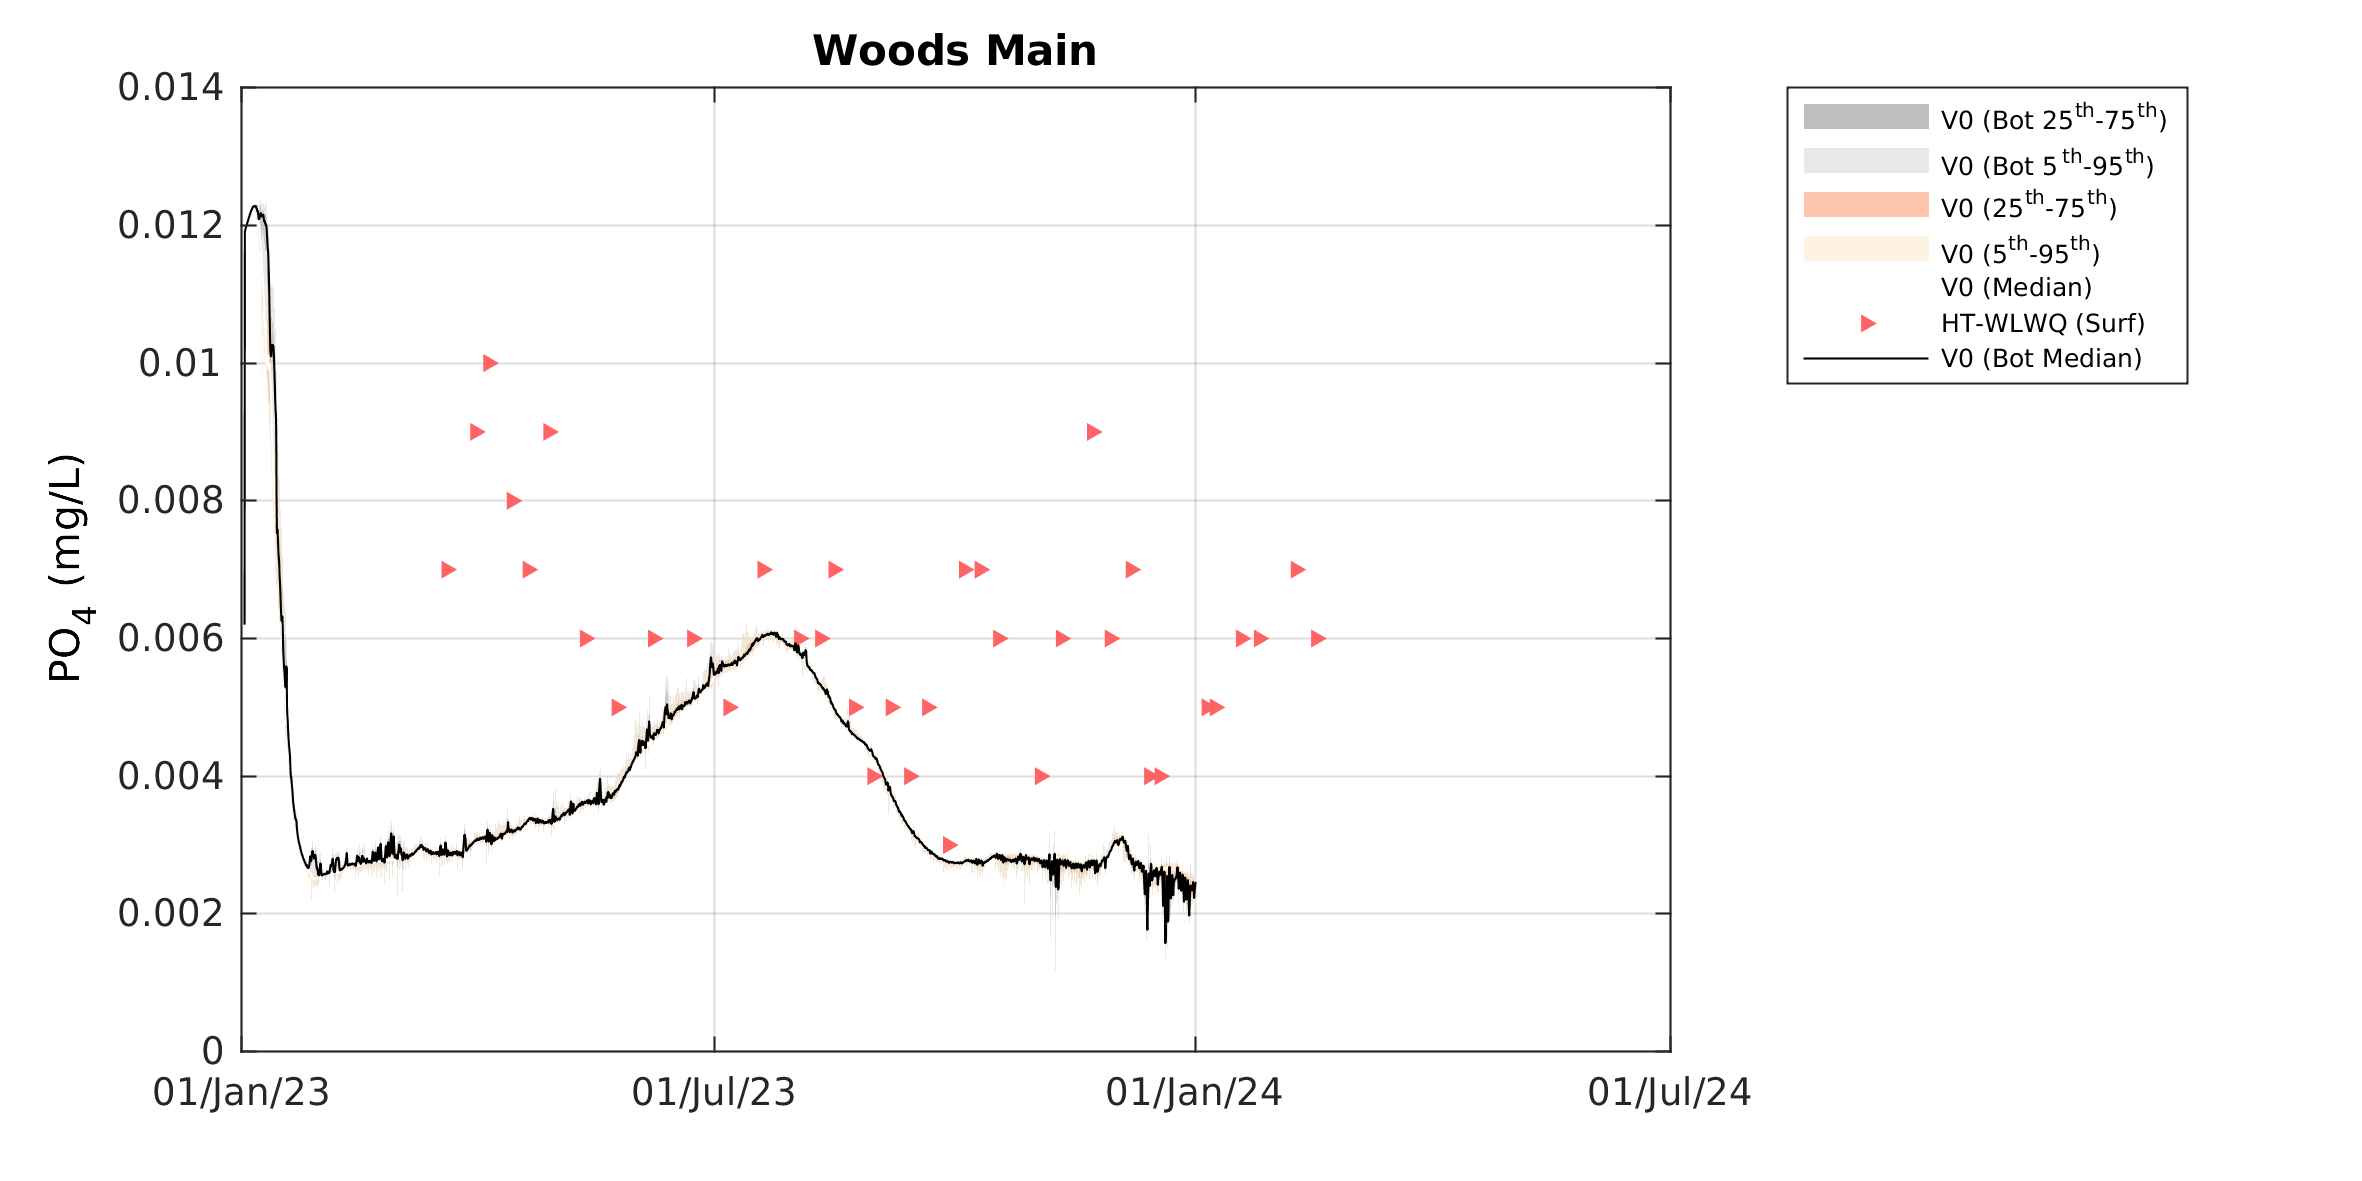 Woods Main
0.014
0.012
0.01
0.008
0.006
0.004
0.002
0
PO4 (mg/L)
01/Jan/23
01/Jul/23
01/Jan/24
01/Jul/24
V0 (Bot 25th-75th)
V0 (Bot 5th-95th)
V0 (25th-75th)
V0 (5th-95th)
V0 (Median)
HT-WLWQ (Surf)
V0 (Bot Median)